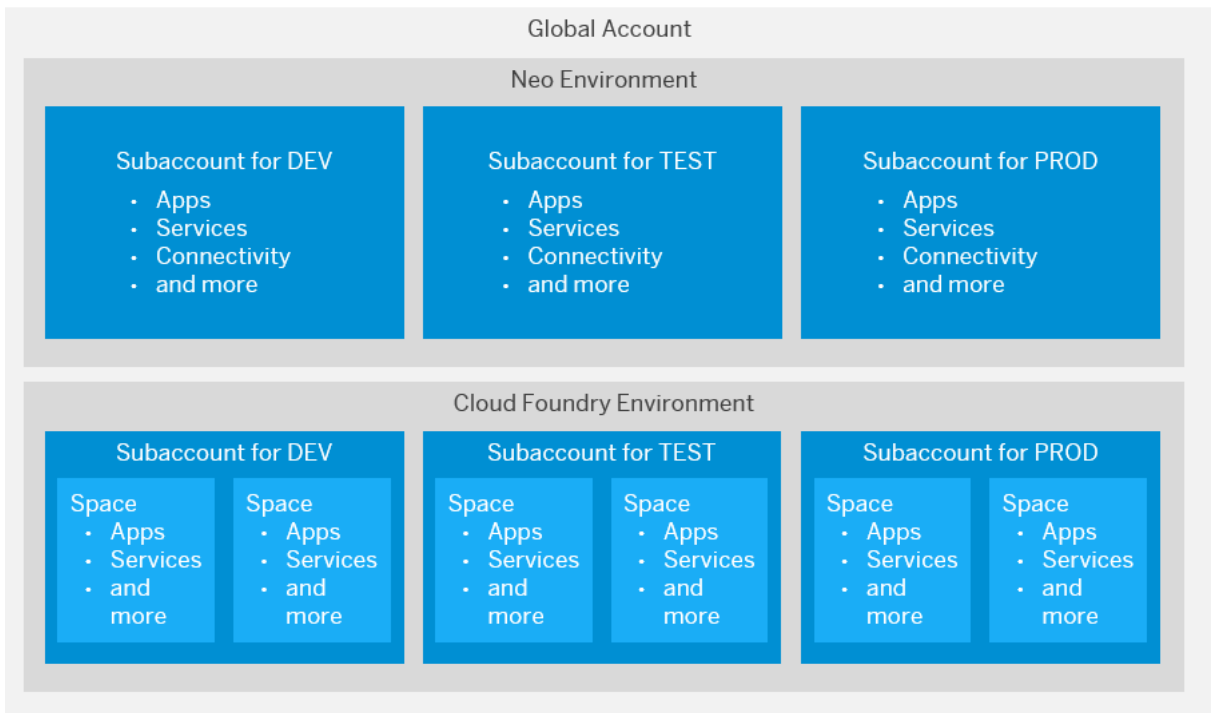 Global Account
Neo Environment
Subaccount for DEV
• Apps
• Services
• Connectivity
• and more
Subaccount for TEST
• Apps
• Services
• Connectivity
• and more
Subaccount for PROD
• Apps
• Services
• Connectivity
• and more
Cloud Foundry Environment
Subaccount for DEV
Space
• Apps
• Services
• and
more
Space
• Apps
• Services
• and
more
Subaccount for TEST
Space
• Apps
• Services
• and
more
Space
• Apps
• Services
• and
more
Subaccount for PROD
Space
• Apps
• Services
• and
more
Space
• Apps
• Services
• and
more